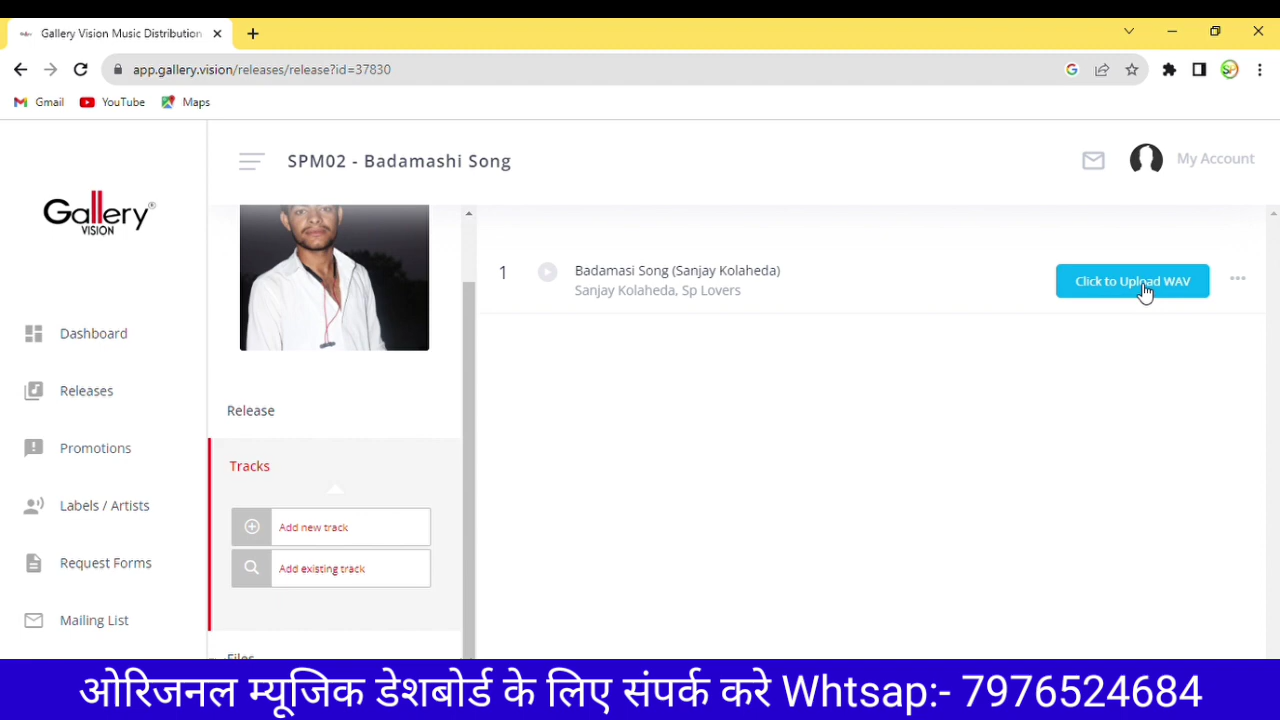 Gallery Vision Music Distribution
app.gallery.vision/releases/release?id=37830
Gmail
YouTube
Maps
SPM02 - Badamashi Song
My Account
Gallery®
VISION
Dashboard
Releases
Promotions
Labels / Artists
Request Forms
Mailing List
Release
Tracks
Add new track
Add existing track
Files
1
Badamasi Song (Sanjay Kolaheda)
Sanjay Kolaheda, Sp Lovers
Click to Upload WAV
ओरिजनल म्यूजिक डेशबोर्ड के लिए संपर्क करे Whtsap:- 7976524684